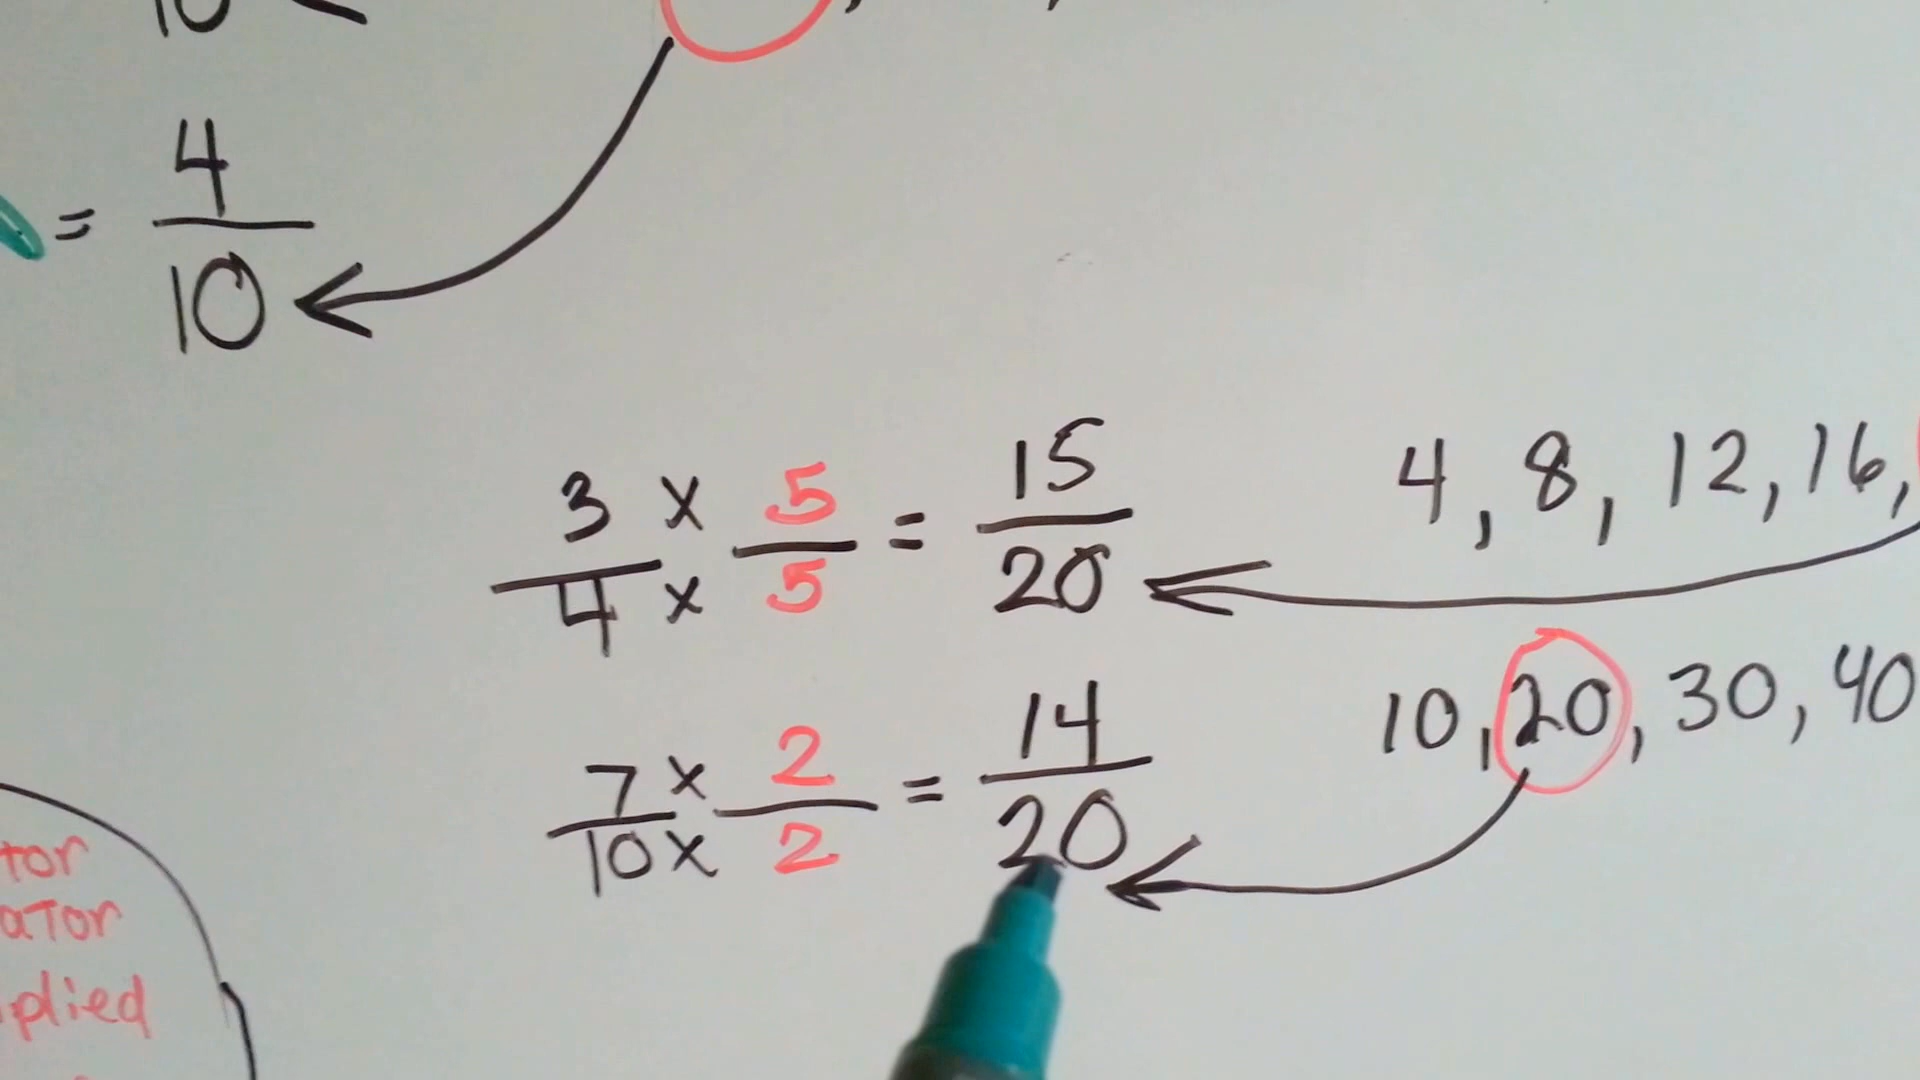 10
= 4/10
3/4 × 5/5 = 15/20
4, 8, 12, 16,
7/10 × 2/2 = 14/20
10, 20, 30, 40
tor
ator
plied